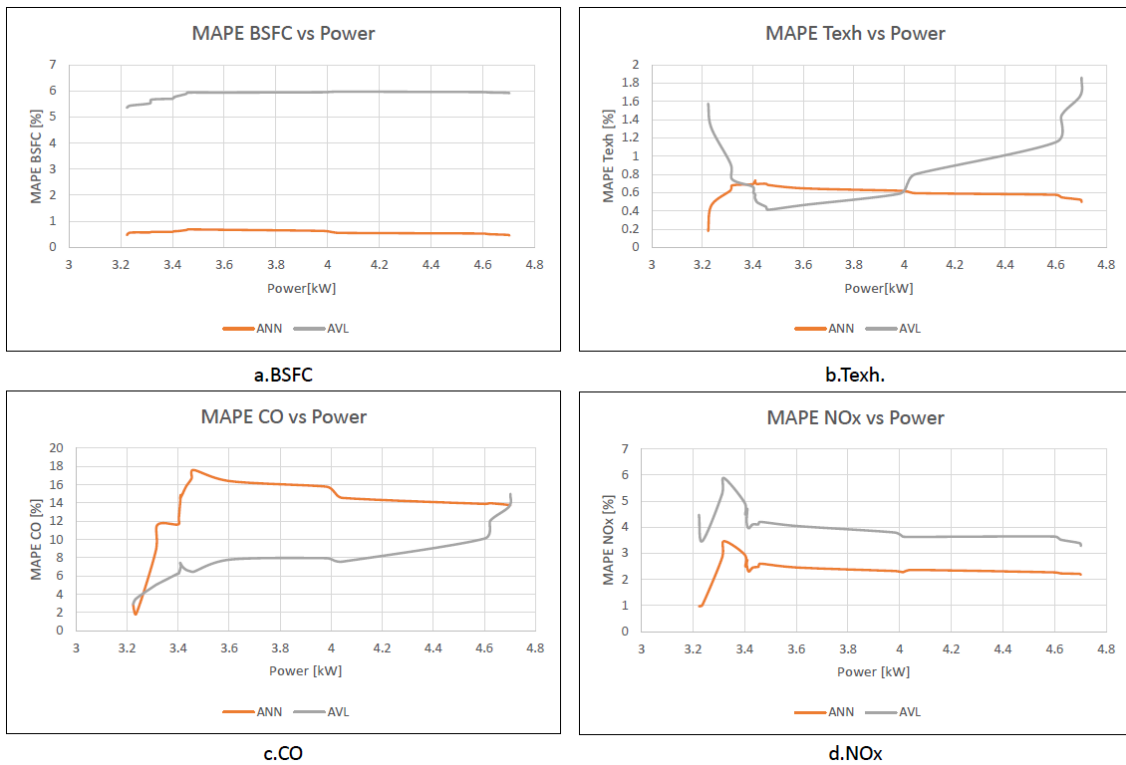 MAPE BSFC vs Power
MAPE BSFC [%]
7
6
5
4
3
2
1
0
3 3.2 3.4 3.6 3.8 4 4.2 4.4 4.6 4.8
Power[kW]
ANN AVL
a.BSFC
MAPE Texh vs Power
MAPE Texh [%]
2
1.8
1.6
1.4
1.2
1
0.8
0.6
0.4
0.2
0
3 3.2 3.4 3.6 3.8 4 4.2 4.4 4.6 4.8
Power[kW]
ANN AVL
b.Texh.
MAPE CO vs Power
MAPE CO [%]
20
18
16
14
12
10
8
6
4
2
0
3 3.2 3.4 3.6 3.8 4 4.2 4.4 4.6 4.8
Power [kW]
ANN AVL
c.CO
MAPE NOx vs Power
MAPE NOx [%]
7
6
5
4
3
2
1
0
3 3.2 3.4 3.6 3.8 4 4.2 4.4 4.6 4.8
Power [kW]
ANN AVL
d.NOx